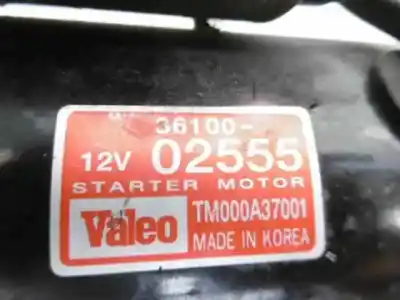 36100-
12V 02555
STARTER MOTOR
Valeo
TM000A37001
MADE IN KOREA